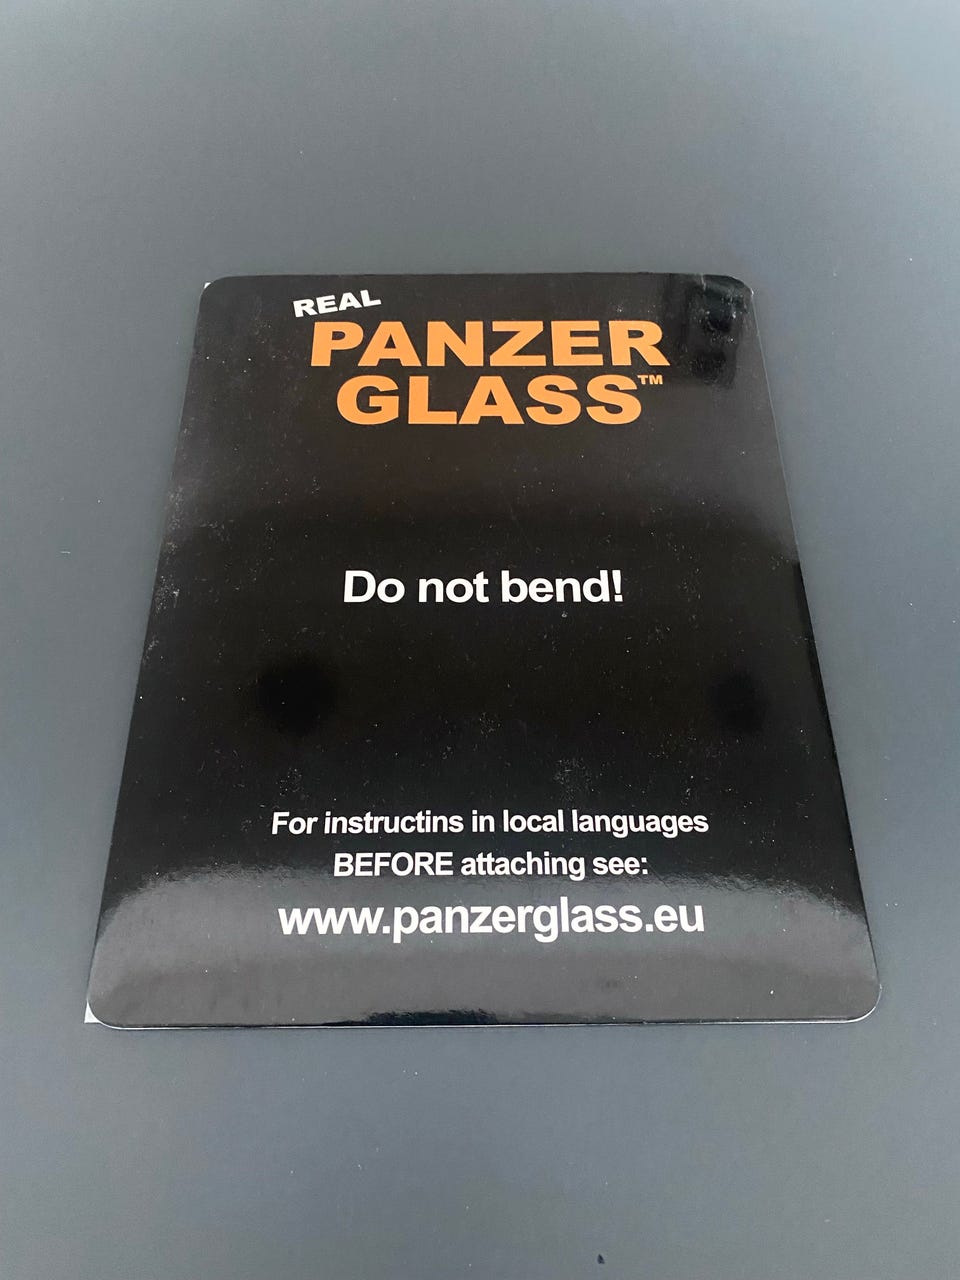 REAL
PANZER
GLASS™
Do not bend!
For instructins in local languages
BEFORE attaching see:
www.panzerglass.eu